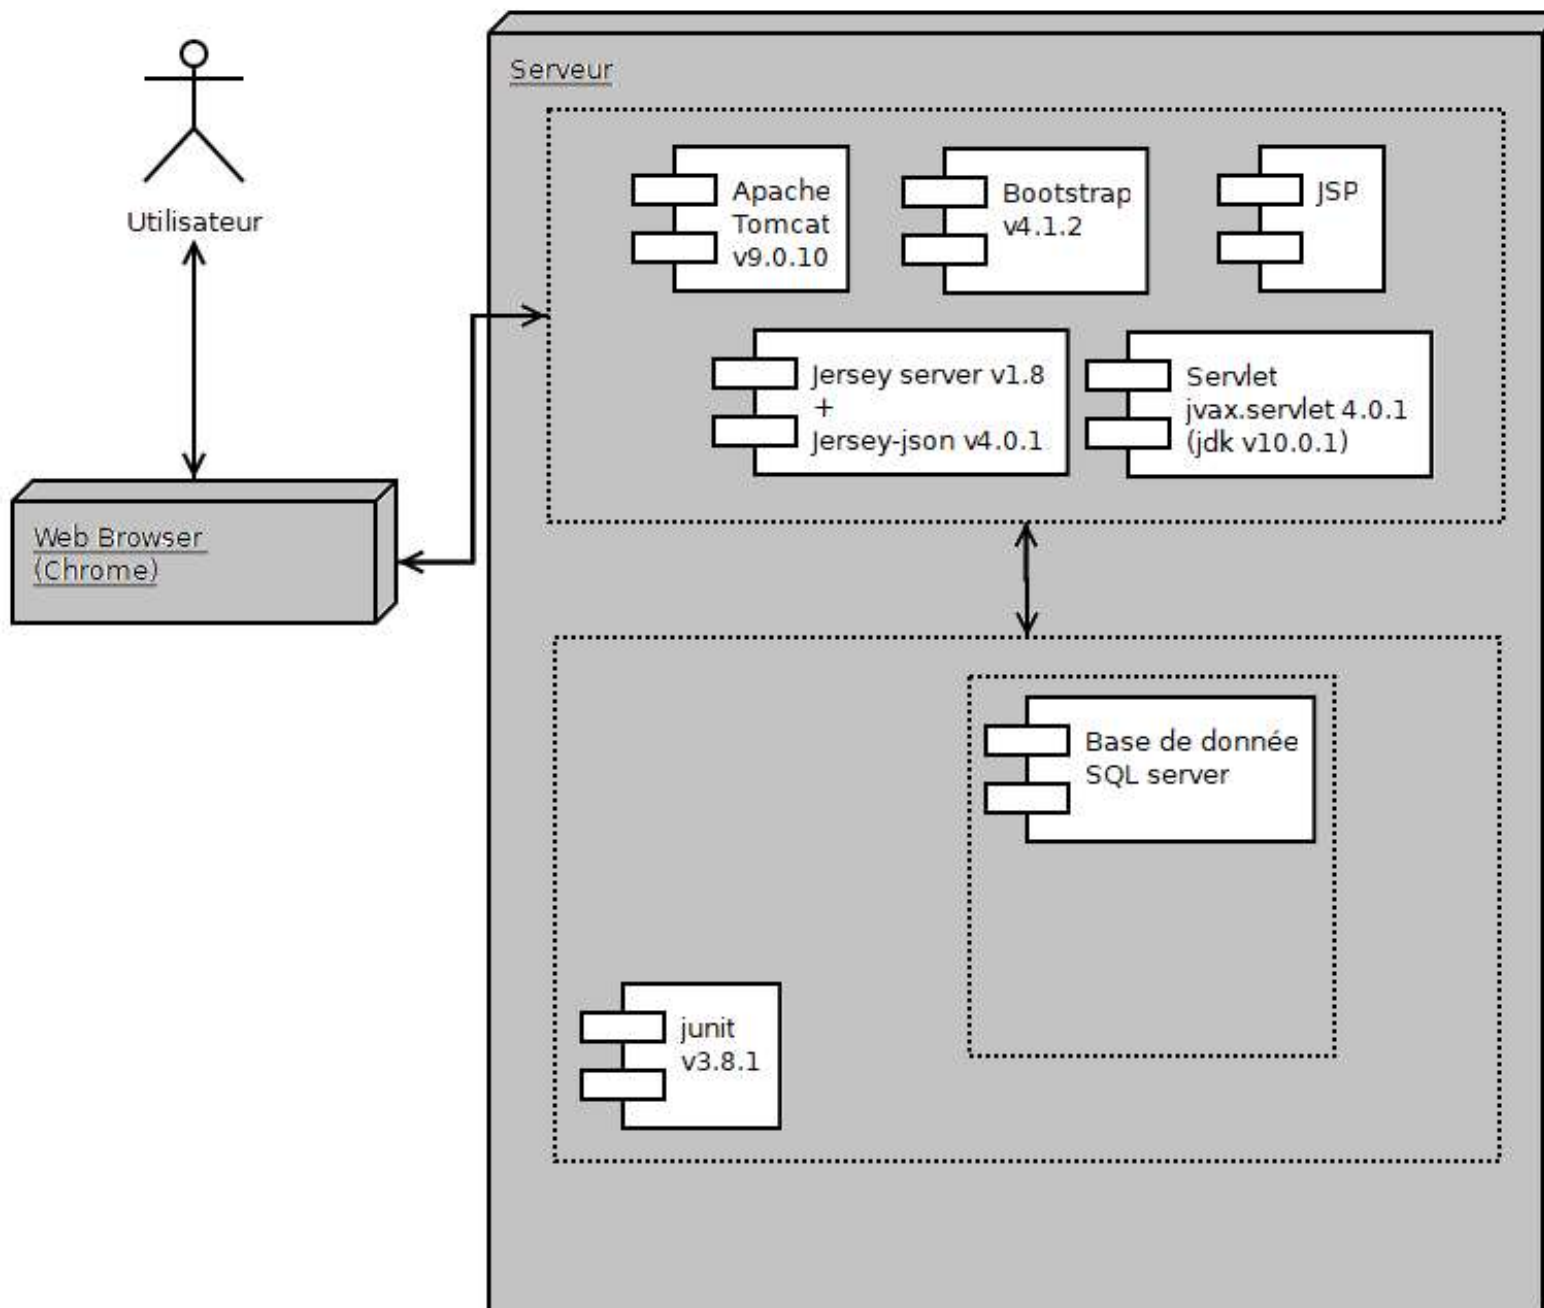 Serveur
Utilisateur
Apache
Tomcat
v9.0.10
Bootstrap
v4.1.2
JSP
Jersey server v1.8
+
Jersey-json v4.0.1
Servlet
jvax.servlet 4.0.1
(jdk v10.0.1)
Web Browser
(Chrome)
Base de donnée
SQL server
junit
v3.8.1